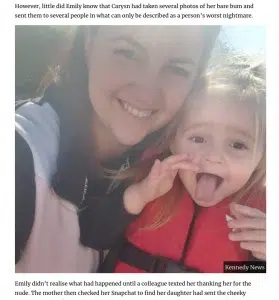 However, little did Emily know that Carysn had taken several photos of her bare bum and
sent them to several people in what can only be described as a person's worst nightmare.
Kennedy News
Emily didn't realise what had happened until a colleague texted her thanking her for the
nude. The mother then checked her Snapchat to find her daughter had sent the cheeky